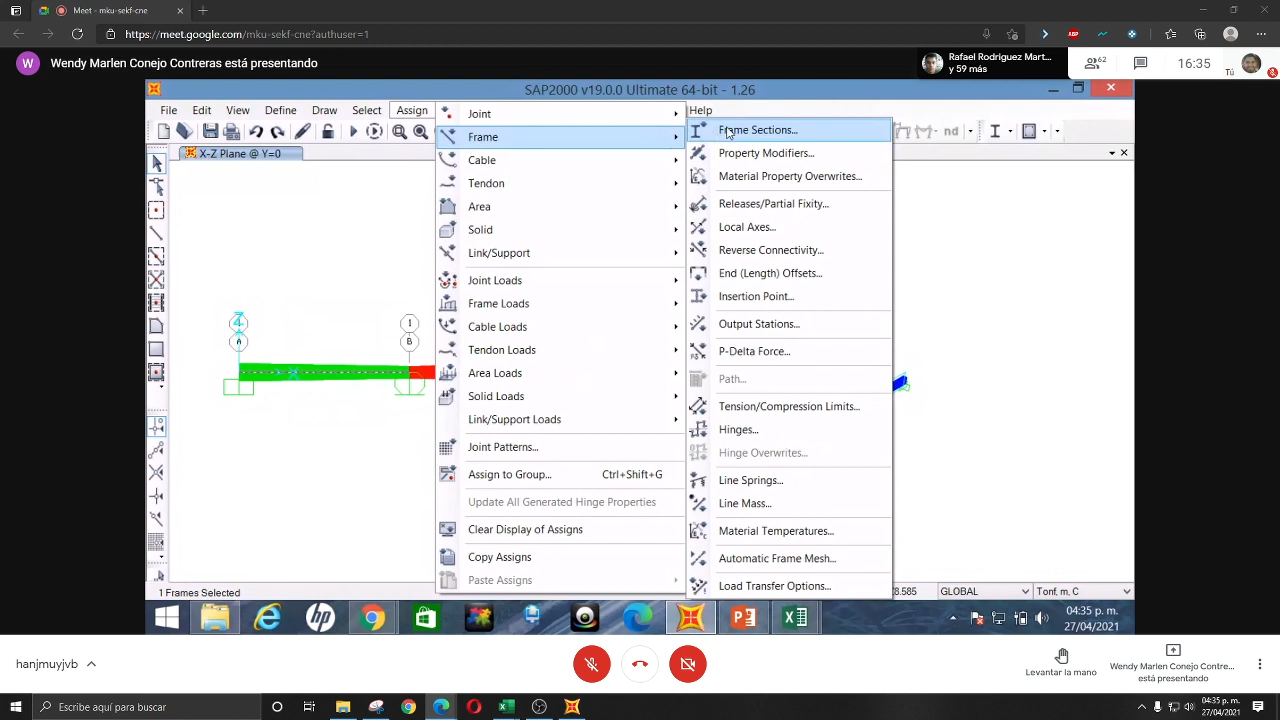 Meet - mku-sekf-cne
https://meet.google.com/mku-sekf-cne?authuser=1
ABP
W Wendy Marlen Conejo Contreras está presentando
Rafael Rodríguez Mart...
y 59 más
62
16:35
Tú
SAP2000 v19.0.0 Ultimate 64-bit - 1.26
File Edit View Define Draw Select Assign Help
nd
X-Z Plane @ Y=0
Joint
Frame
Cable
Tendon
Area
Solid
Link/Support
Joint Loads
Frame Loads
Cable Loads
Tendon Loads
Area Loads
Solid Loads
Link/Support Loads
Joint Patterns...
Assign to Group... Ctrl+Shift+G
Update All Generated Hinge Properties
Clear Display of Assigns
Copy Assigns
Paste Assigns
Frame Sections...
Property Modifiers...
Material Property Overwrites...
Releases/Partial Fixity...
Local Axes...
Reverse Connectivity...
End (Length) Offsets...
Insertion Point...
Output Stations...
P-Delta Force...
Path...
Tension/Compression Limits...
Hinges...
Hinge Overwrites...
Line Springs...
Line Mass...
Material Temperatures...
Automatic Frame Mesh...
Load Transfer Options...
1
A
B
1 Frames Selected
8.585
GLOBAL
Tonf, m, C
04:35 p. m.
27/04/2021
hanjmuyjvb
Levantar la mano
Wendy Marlen Conejo Contre...
está presentando
Escribe aquí para buscar
04:35 p. m.
27/04/2021